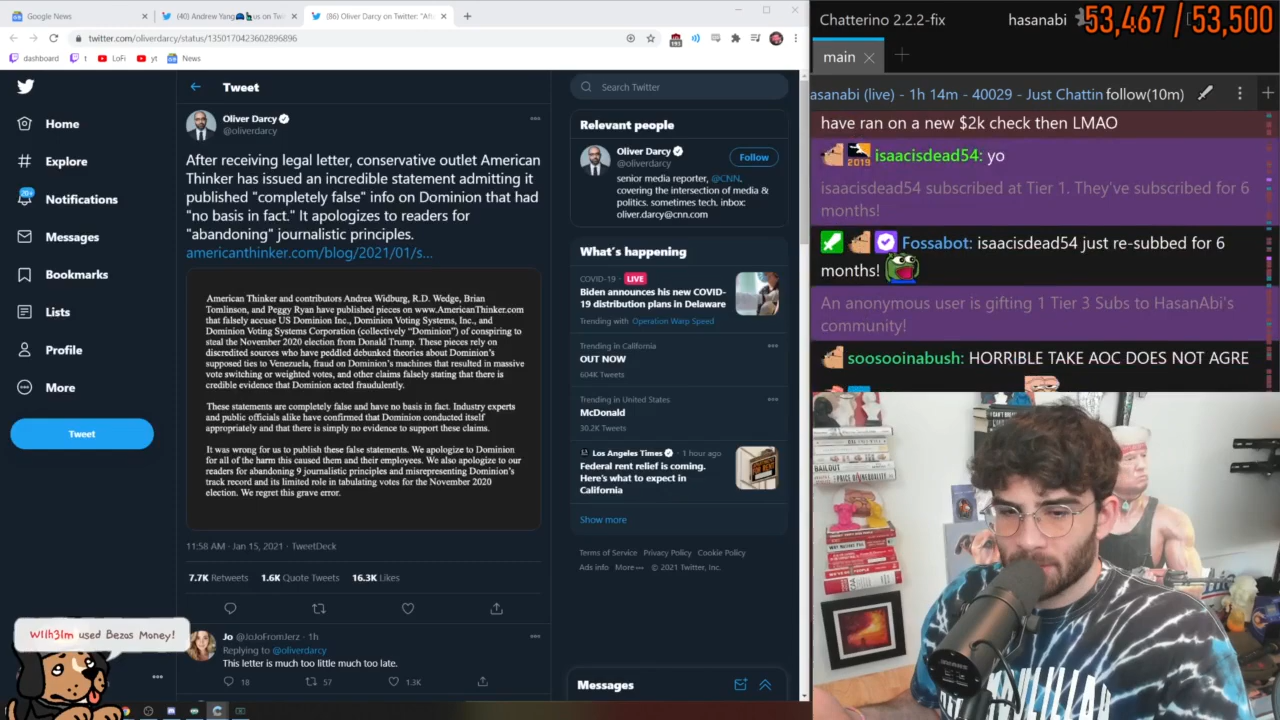 Google News
(40) Andrew Yang
us on Twi
(86) Oliver Darcy on Twitter: "Aft
twitter.com/oliverdarcy/status/1350170423602896896
dashboard
1
LoFi
yt
News
Home
Explore
20+
Notifications
Messages
Bookmarks
Lists
Profile
More
Tweet
Tweet
Oliver Darcy
@oliverdarcy
After receiving legal letter, conservative outlet American
Thinker has issued an incredible statement admitting it
published "completely false" info on Dominion that had
"no basis in fact." It apologizes to readers for
"abandoning" journalistic principles.
americanthinker.com/blog/2021/01/s...
American Thinker and contributors Andrea Widburg, R.D. Wedge, Brian
Tomlinson, and Peggy Ryan have published pieces on www.AmericanThinker.com
that falsely accuse US Dominion Inc., Dominion Voting Systems, Inc., and
Dominion Voting Systems Corporation (collectively "Dominion") of conspiring to
steal the November 2020 election from Donald Trump. These pieces rely on
discredited sources who have peddled debunked theories about Dominion's
supposed ties to Venezuela, fraud on Dominion's machines that resulted in massive
vote switching or weighted votes, and other claims falsely stating that there is
credible evidence that Dominion acted fraudulently.
These statements are completely false and have no basis in fact. Industry experts
and public officials alike have confirmed that Dominion conducted itself
appropriately and that there is simply no evidence to support these claims.
It was wrong for us to publish these false statements. We apologize to Dominion
for all of the harm this caused them and their employees. We also apologize to our
readers for abandoning 9 journalistic principles and misrepresenting Dominion's
track record and its limited role in tabulating votes for the November 2020
election. We regret this grave error.
11:58 AM · Jan 15, 2021 · TweetDeck
7.7K Retweets 1.6K Quote Tweets 16.3K Likes
Jo @JoJoFromJerz · 1h
Replying to @oliverdarcy
This letter is much too little much too late.
18 57 1.3K
Search Twitter
Relevant people
Oliver Darcy
@oliverdarcy
Follow
senior media reporter, @CNN.
covering the intersection of media &
politics. sometimes tech. inbox:
oliver.darcy@cnn.com
What's happening
COVID-19 · LIVE
Biden announces his new COVID-
19 distribution plans in Delaware
Trending with Operation Warp Speed
Trending in California
OUT NOW
604K Tweets
Trending in United States
McDonald
30.2K Tweets
Los Angeles Times · 1 hour ago
Federal rent relief is coming.
Here's what to expect in
California
Show more
Terms of Service Privacy Policy Cookie Policy
Ads info More··· © 2021 Twitter, Inc.
Messages
Wllh3lm used Bezas Money!
Chatterino 2.2.2-fix
hasanabi
53,467 / 53,500
main
asanabi (live) - 1h 14m - 40029 - Just Chattin follow(10m)
have ran on a new $2k check then LMAO
2019 isaacisdead54: yo
isaacisdead54 subscribed at Tier 1. They've subscribed for 6
months!
Fossabot: isaacisdead54 just re-subbed for 6
months!
An anonymous user is gifting 1 Tier 3 Subs to HasanAbi's
community!
soosooinabush: HORRIBLE TAKE AOC DOES NOT AGRE
BAILOUT